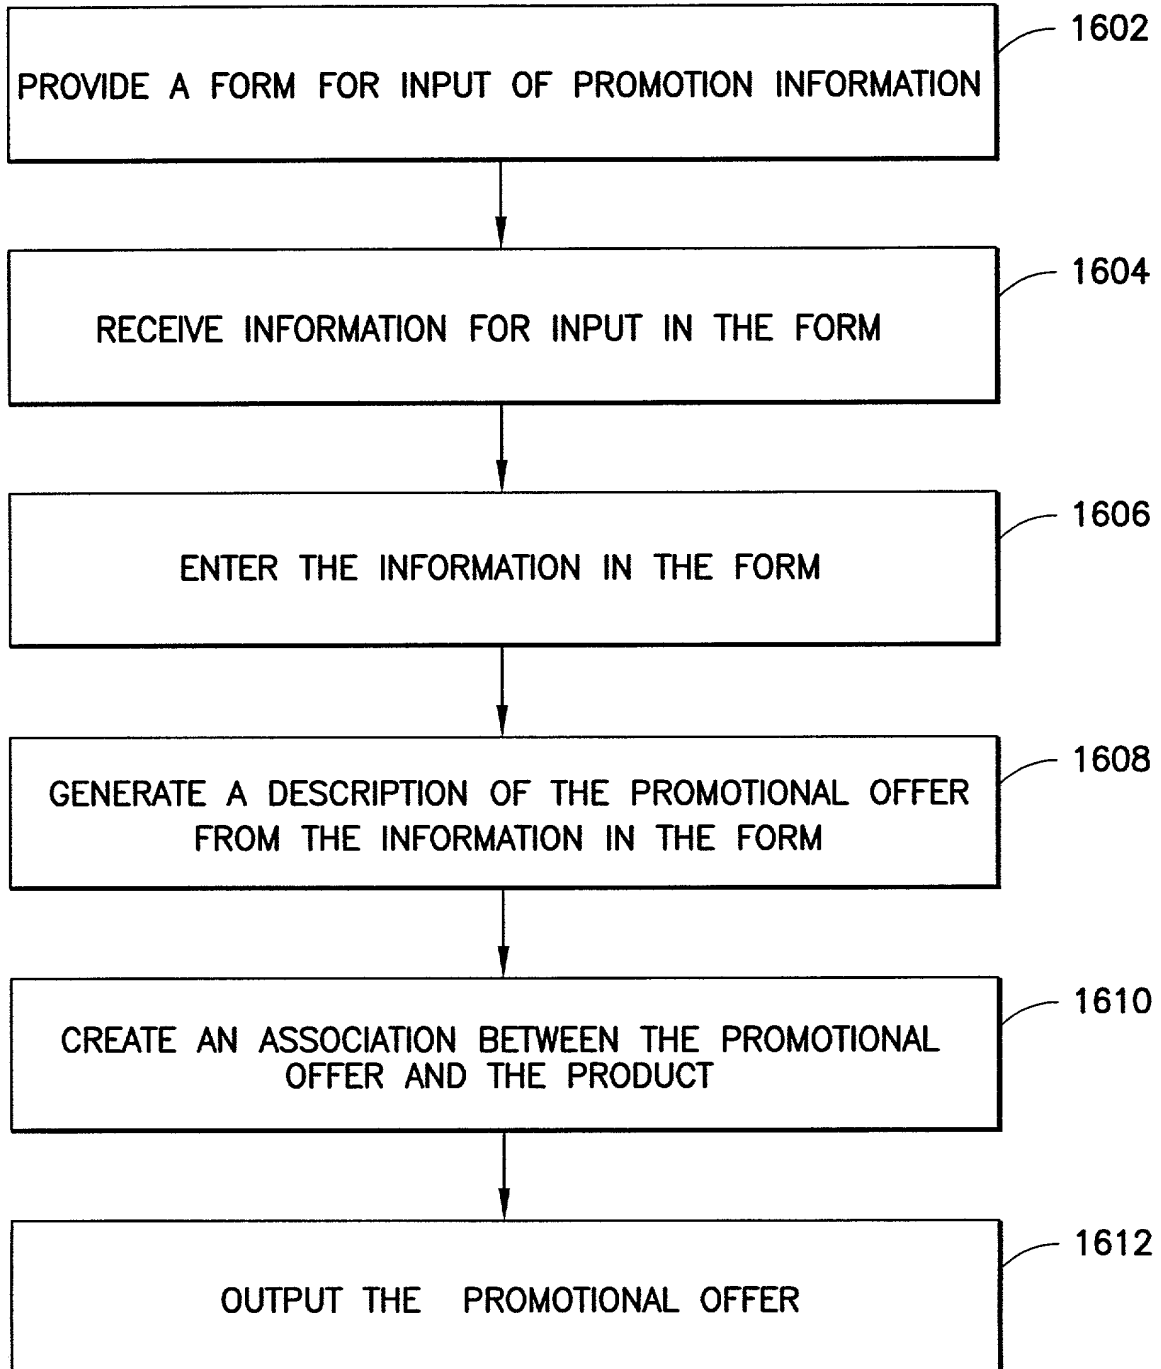 1602
PROVIDE A FORM FOR INPUT OF PROMOTION INFORMATION
1604
RECEIVE INFORMATION FOR INPUT IN THE FORM
1606
ENTER THE INFORMATION IN THE FORM
1608
GENERATE A DESCRIPTION OF THE PROMOTIONAL OFFER
FROM THE INFORMATION IN THE FORM
1610
CREATE AN ASSOCIATION BETWEEN THE PROMOTIONAL
OFFER AND THE PRODUCT
1612
OUTPUT THE PROMOTIONAL OFFER